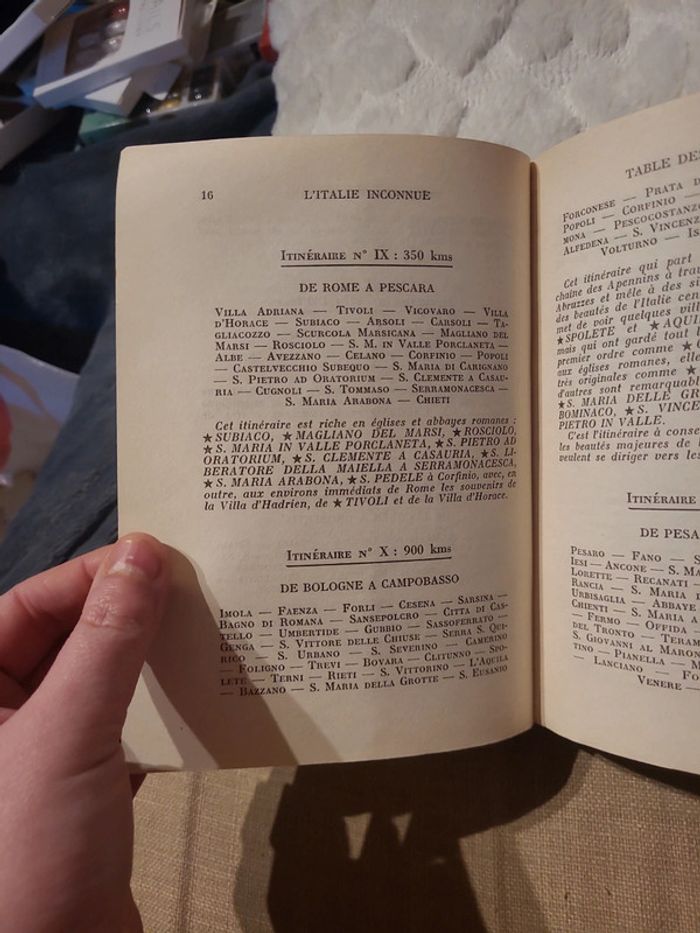 16 L'ITALIE INCONNUE
ITINÉRAIRE N° IX : 350 kms
DE ROME A PESCARA
VILLA ADRIANA — TIVOLI — VICOVARO — VILLA
D'HORACE — SUBIACO — ARSOLI — CARSOLI — TA-
GLIACOZZO — SCURCOLA MARSICANA — MAGLIANO DEL
MARSI — ROSCIOLO — S. M. IN VALLE PORCLANETA —
ALBE — AVEZZANO — CELANO — CORFINIO — POPOLI
— CASTELVECCHIO SUBEQUO — S. MARIA DI CARIGNANO
— S. PIETRO AD ORATORIUM — S. CLEMENTE A CASAU-
RIA — CUGNOLI — S. TOMMASO — SERRAMONACESCA —
— S. MARIA ARABONA — CHIETI
Cet itinéraire est riche en églises et abbayes romanes :
★SUBIACO, ★MAGLIANO DEL MARSI, ★ROSCIOLO,
★S. MARIA IN VALLE PORCLANETA, ★S. PIETRO AD
ORATORIUM, ★S. CLEMENTE A CASAURIA, ★S. LI-
BERATORE DELLA MAIELLA A SERRAMONACESCA,
★S. MARIA ARABONA, ★S. PEDELE à Corfinio, avec, en
outre, aux environs immédiats de Rome les souvenirs de
la Villa d'Hadrien, de ★TIVOLI et de la Villa d'Horace.
ITINÉRAIRE N° X : 900 kms
DE BOLOGNE A CAMPOBASSO
IMOLA — FAENZA — FORLI — CESENA — SARSINA —
BAGNO DI ROMANA — SANSEPOLCRO — CITTA DI CAS-
TELLO — UMBERTIDE — GUBBIO — SASSOFERRATO —
GENGA — S. VITTORE DELLE CHIUSE — SERRA S. QUI-
RICO — S. URBANO — S. SEVERINO — CAMERINO
— FOLIGNO — TREVI — BOVARA — CLITUNNO — SPO-
LETE — TERNI — RIETI — S. VITTORINO — L'AQUILA
— BAZZANO — S. MARIA DELLA GROTTE — S. EUSANIO
TABLE DES
FORCONESE — PRATA D
POPOLI — CORFINIO —
MONA — PESCOCOSTANZO
ALFEDENA — S. VINCEN
VOLTURNO — IS
Cet itinéraire qui part
chaîne des Apennins à tra
Abruzzes et mêle à des si
des beautés de l'Italie cen
met de voir quelques vill
★SPOLETE et ★AQUI
mais qui ont gardé tout
premier ordre comme ★
aux églises romanes, ell
très originales comme ★
d'autres sont remarquabl
★S. MARIA DELLE GR
BOMINACO, ★S. VINCE
PIETRO IN VALLE.
C'est l'itinéraire à conse
les beautés majeures de l
veulent se diriger vers les
ITINÉRAIRE
DE PESA
PESARO — FANO — S
IESI — ANCONE — S. MA
LORETTE — RECANATI —
RANCIA — S. MARIA D
URBISAGLIA — ABBAYE
CHIENTI — S. MARIA A
— FERMO — OFFIDA —
DEL TRONTO — TERAM
S. GIOVANNI AL MARON
TINO — PIANELLA — M
— LANCIANO — FO
VENERE —